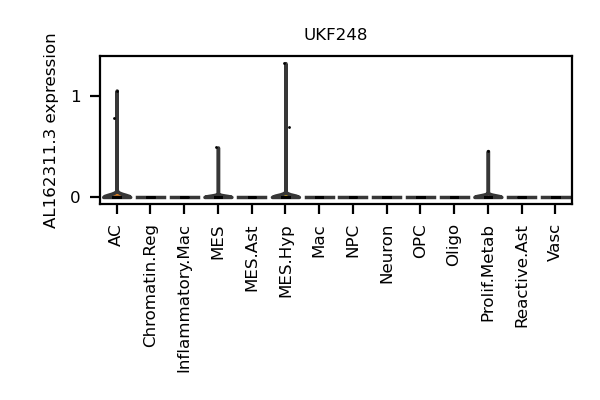 UKF248
AL162311.3 expression
1
0
AC
Chromatin.Reg
Inflammatory.Mac
MES
MES.Ast
MES.Hyp
Mac
NPC
Neuron
OPC
Oligo
Prolif.Metab
Reactive.Ast
Vasc